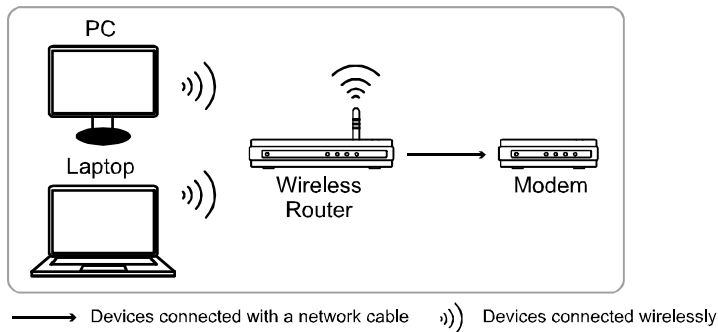 PC
Laptop
Wireless
Router
Modem
Devices connected with a network cable
Devices connected wirelessly